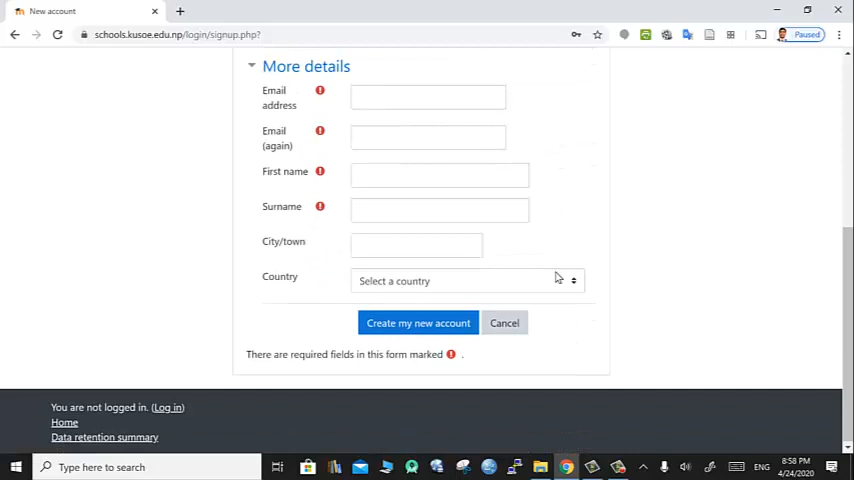 New account
schools.kusoe.edu.np/login/signup.php?
Paused
More details
Email address
Email (again)
First name
Surname
City/town
Country
Select a country
Create my new account
Cancel
There are required fields in this form marked .
You are not logged in. (Log in)
Home
Data retention summary
Type here to search
ENG
8:58 PM
4/24/2020